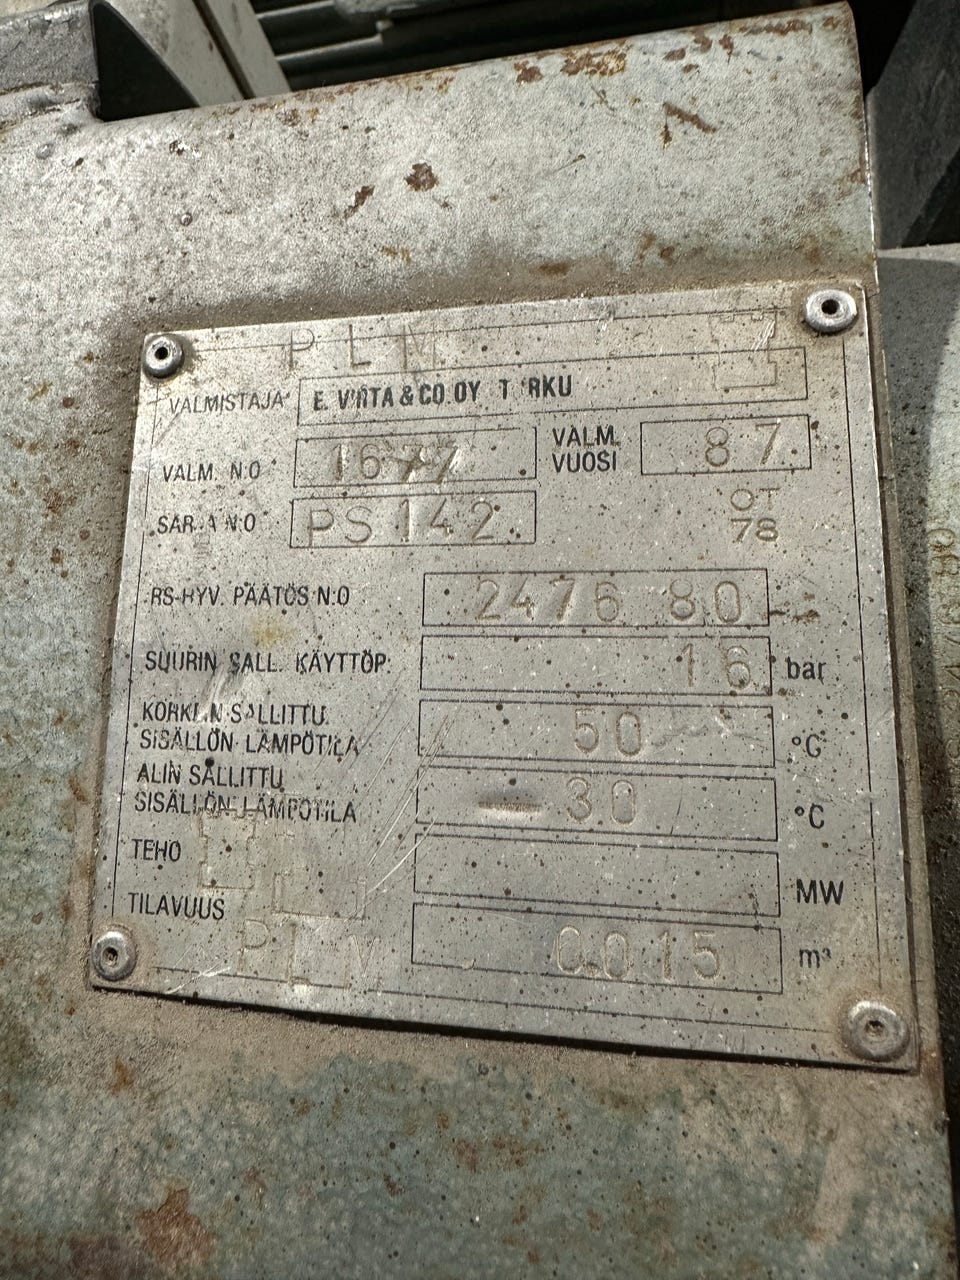 PLM
VALMISTAJA E. VIRTA & CO OY TURKU
VALM. N:O 1677 VALM. VUOSI 87
SARJA N:O PS 142 OT 78
RS-HYV. PÄÄTÖS N:O 2476 80
SUURIN SALL. KÄYTTÖP. 16 bar
KORKEIN SALLITTU
SISÄLLÖN LÄMPÖTILA 50 °C
ALIN SALLITTU
SISÄLLÖN LÄMPÖTILA -30 °C
TEHO MW
TILAVUUS 0.015 m³
PLM